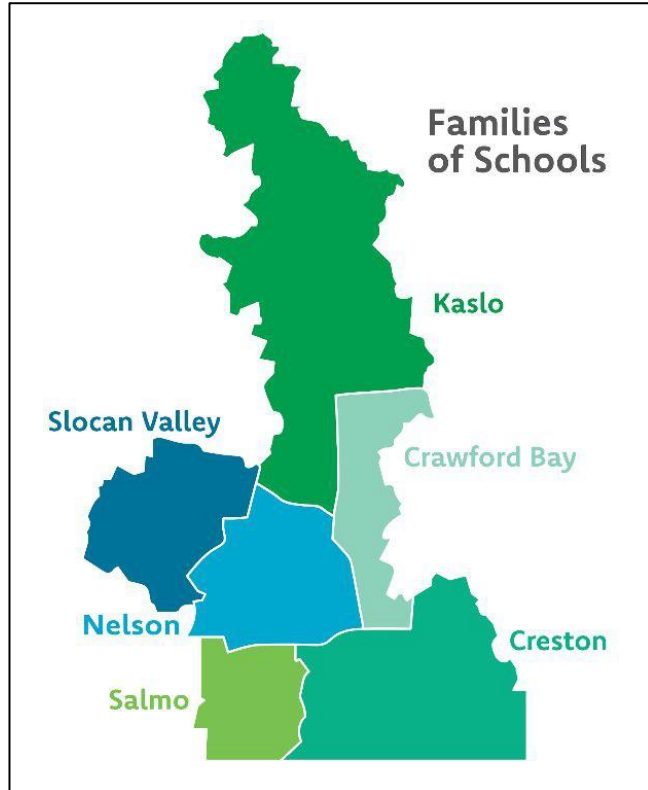 Families
of Schools
Kaslo
Slocan Valley
Crawford Bay
Nelson
Creston
Salmo